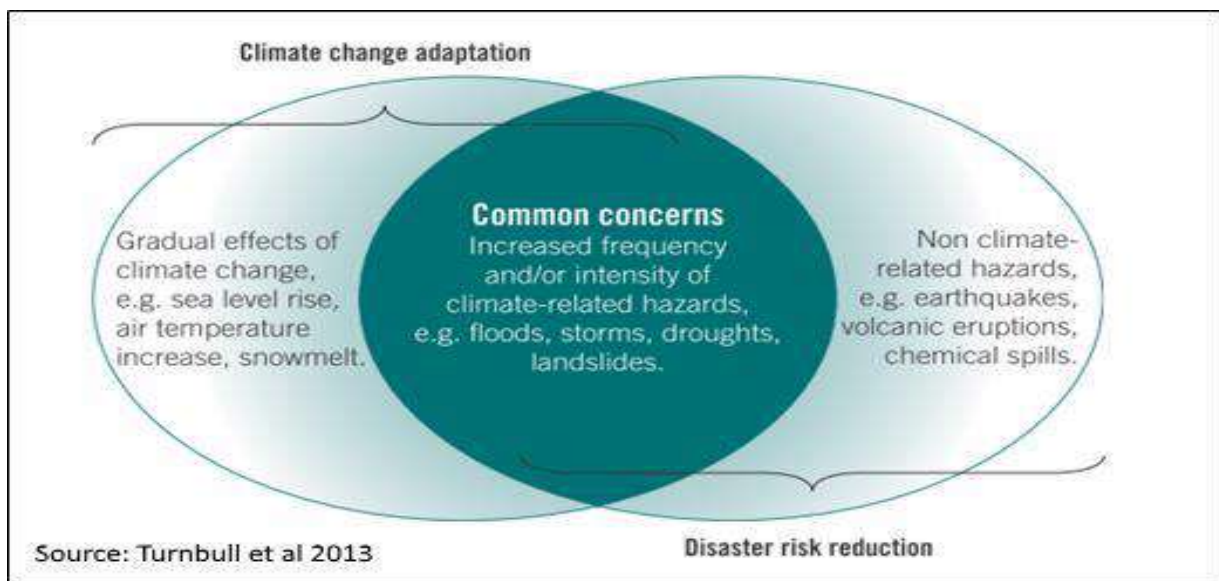 Climate change adaptation
Gradual effects of
climate change,
e.g. sea level rise,
air temperature
increase, snowmelt.
Common concerns
Increased frequency
and/or intensity of
climate-related hazards,
e.g. floods, storms, droughts,
landslides.
Non climate-
related hazards,
e.g. earthquakes,
volcanic eruptions,
chemical spills.
Source: Turnbull et al 2013
Disaster risk reduction